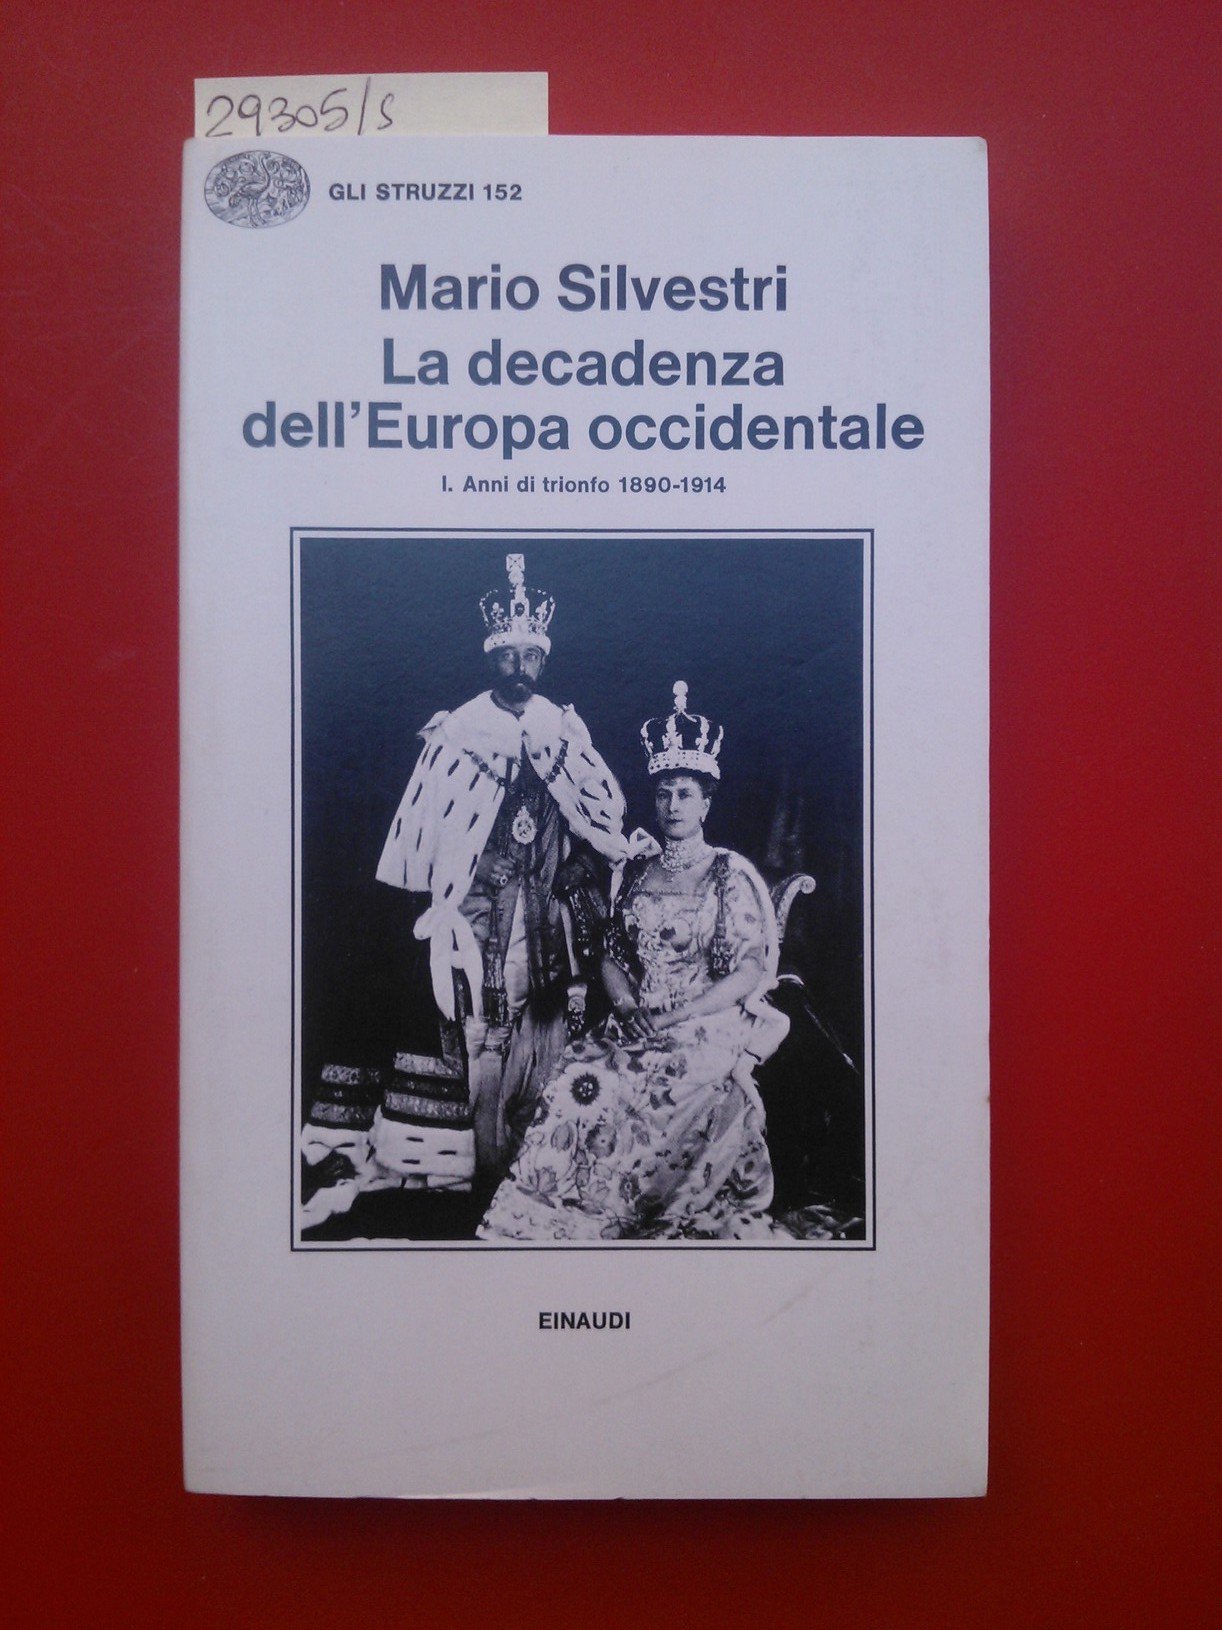 29305/s
GLI STRUZZI 152
Mario Silvestri
La decadenza
dell'Europa occidentale
I. Anni di trionfo 1890-1914
EINAUDI